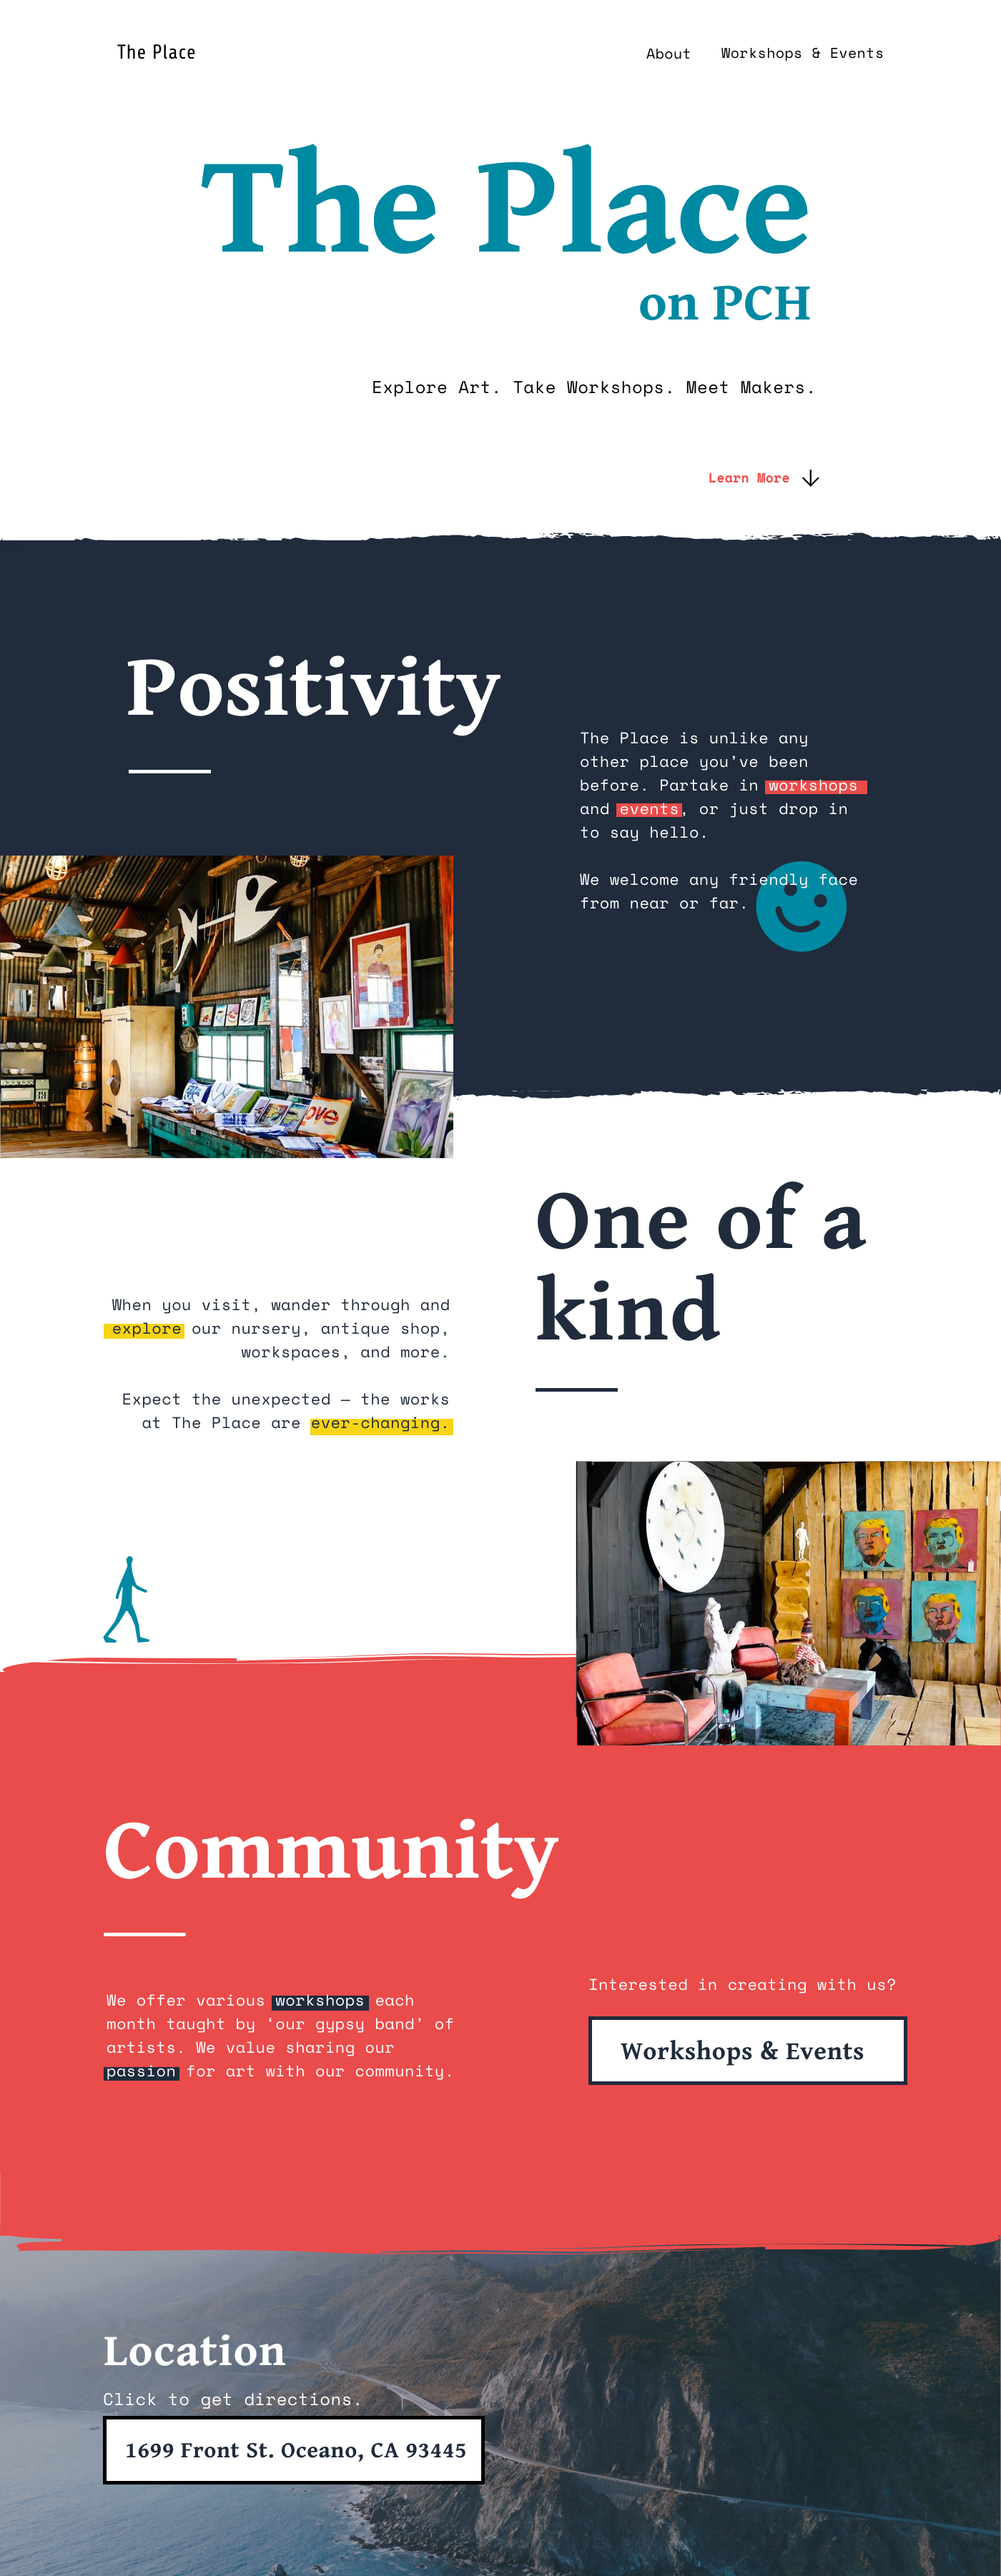 The Place
About
Workshops & Events
The Place
on PCH
Explore Art. Take Workshops. Meet Makers.
Learn More
Positivity
The Place is unlike any
other place you’ve been
before. Partake in workshops
and events, or just drop in
to say hello.
We welcome any friendly face
from near or far.
LOVE
One of a
kind
When you visit, wander through and
explore our nursery, antique shop,
workspaces, and more.
Expect the unexpected — the works
at The Place are ever-changing.
Community
We offer various workshops each
month taught by ‘our gypsy band’ of
artists. We value sharing our
passion for art with our community.
Interested in creating with us?
Workshops & Events
Location
Click to get directions.
1699 Front St. Oceano, CA 93445